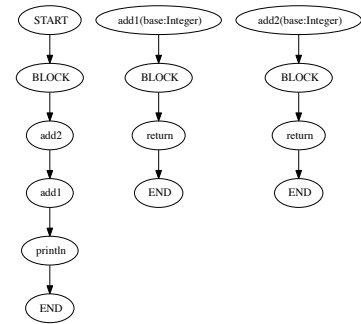 START
BLOCK
add2
add1
println
END
add1(base:Integer)
BLOCK
return
END
add2(base:Integer)
BLOCK
return
END